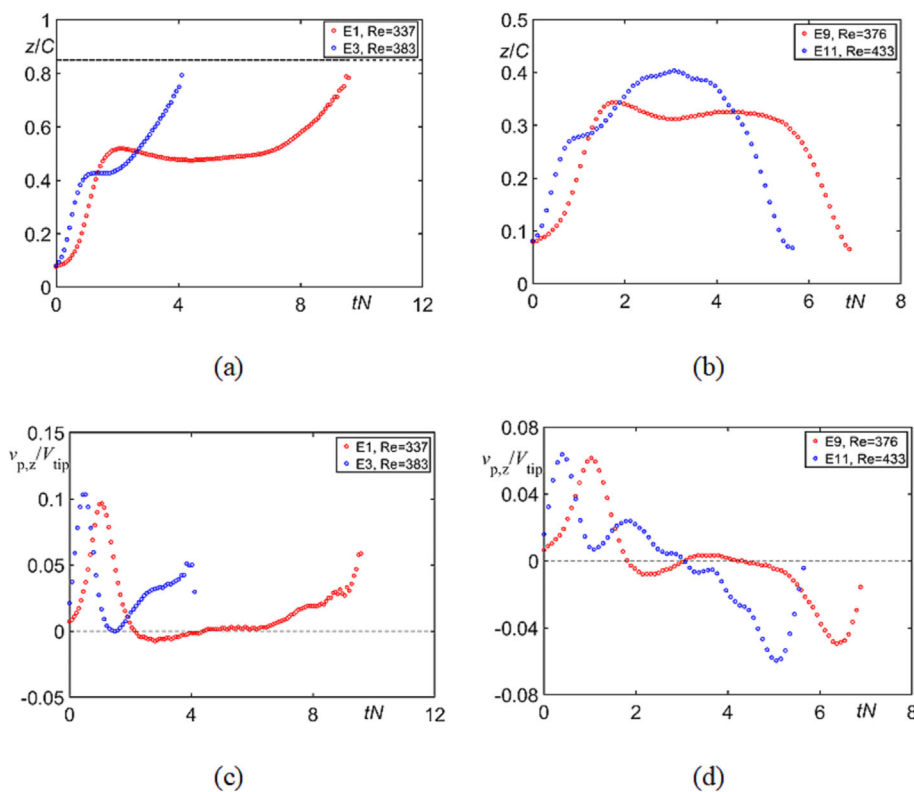 1
z/C
0.8
0.6
0.4
0.2
0
0
4
8
tN
12
E1, Re=337
E3, Re=383
(a)
0.5
z/C
0.4
0.3
0.2
0.1
0
0
2
4
6
tN
8
E9, Re=376
E11, Re=433
(b)
0.15
v_p,z/V_tip
0.1
0.05
0
-0.05
0
4
8
tN
12
E1, Re=337
E3, Re=383
(c)
0.08
v_p,z/V_tip
0.04
0
-0.04
-0.08
0
2
4
6
tN
8
E9, Re=376
E11, Re=433
(d)